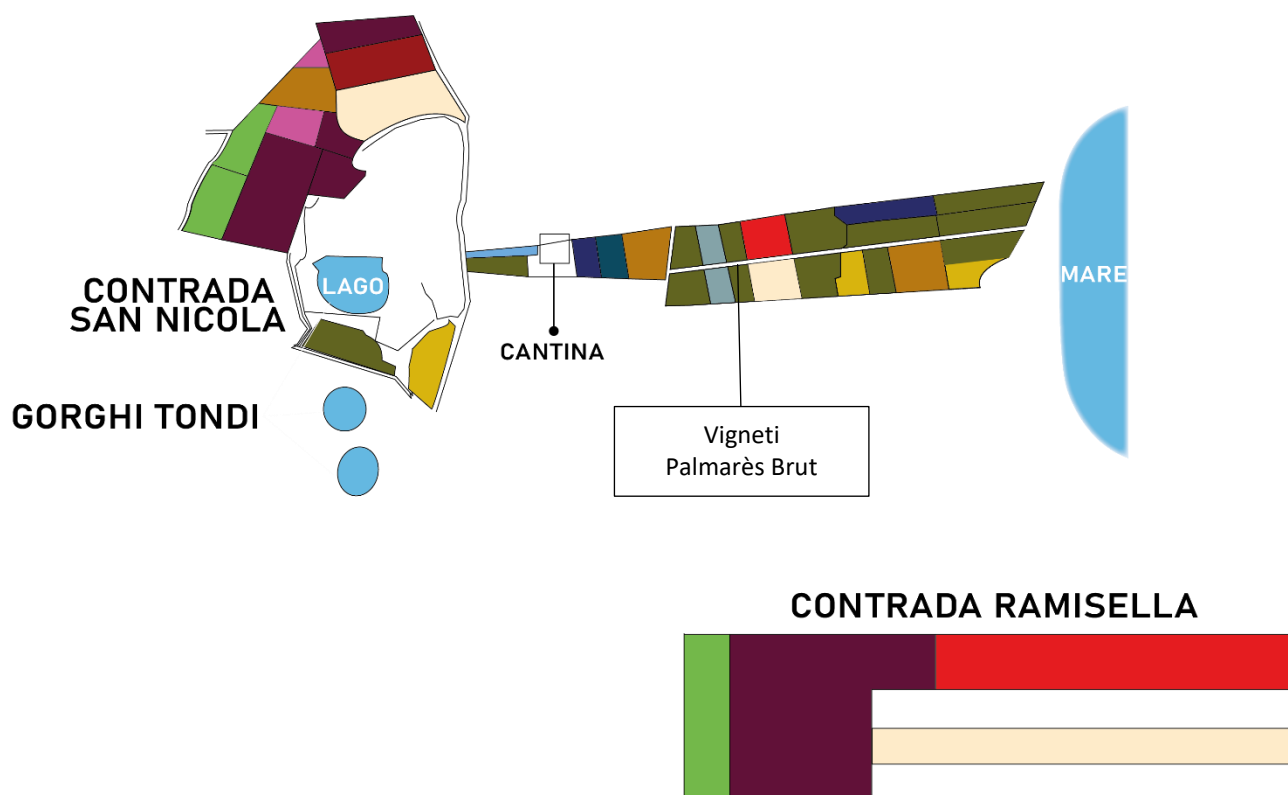 LAGO
CONTRADA
SAN NICOLA
MARE
CANTINA
GORGHI TONDI
Vigneti
Palmarès Brut
CONTRADA RAMISELLA